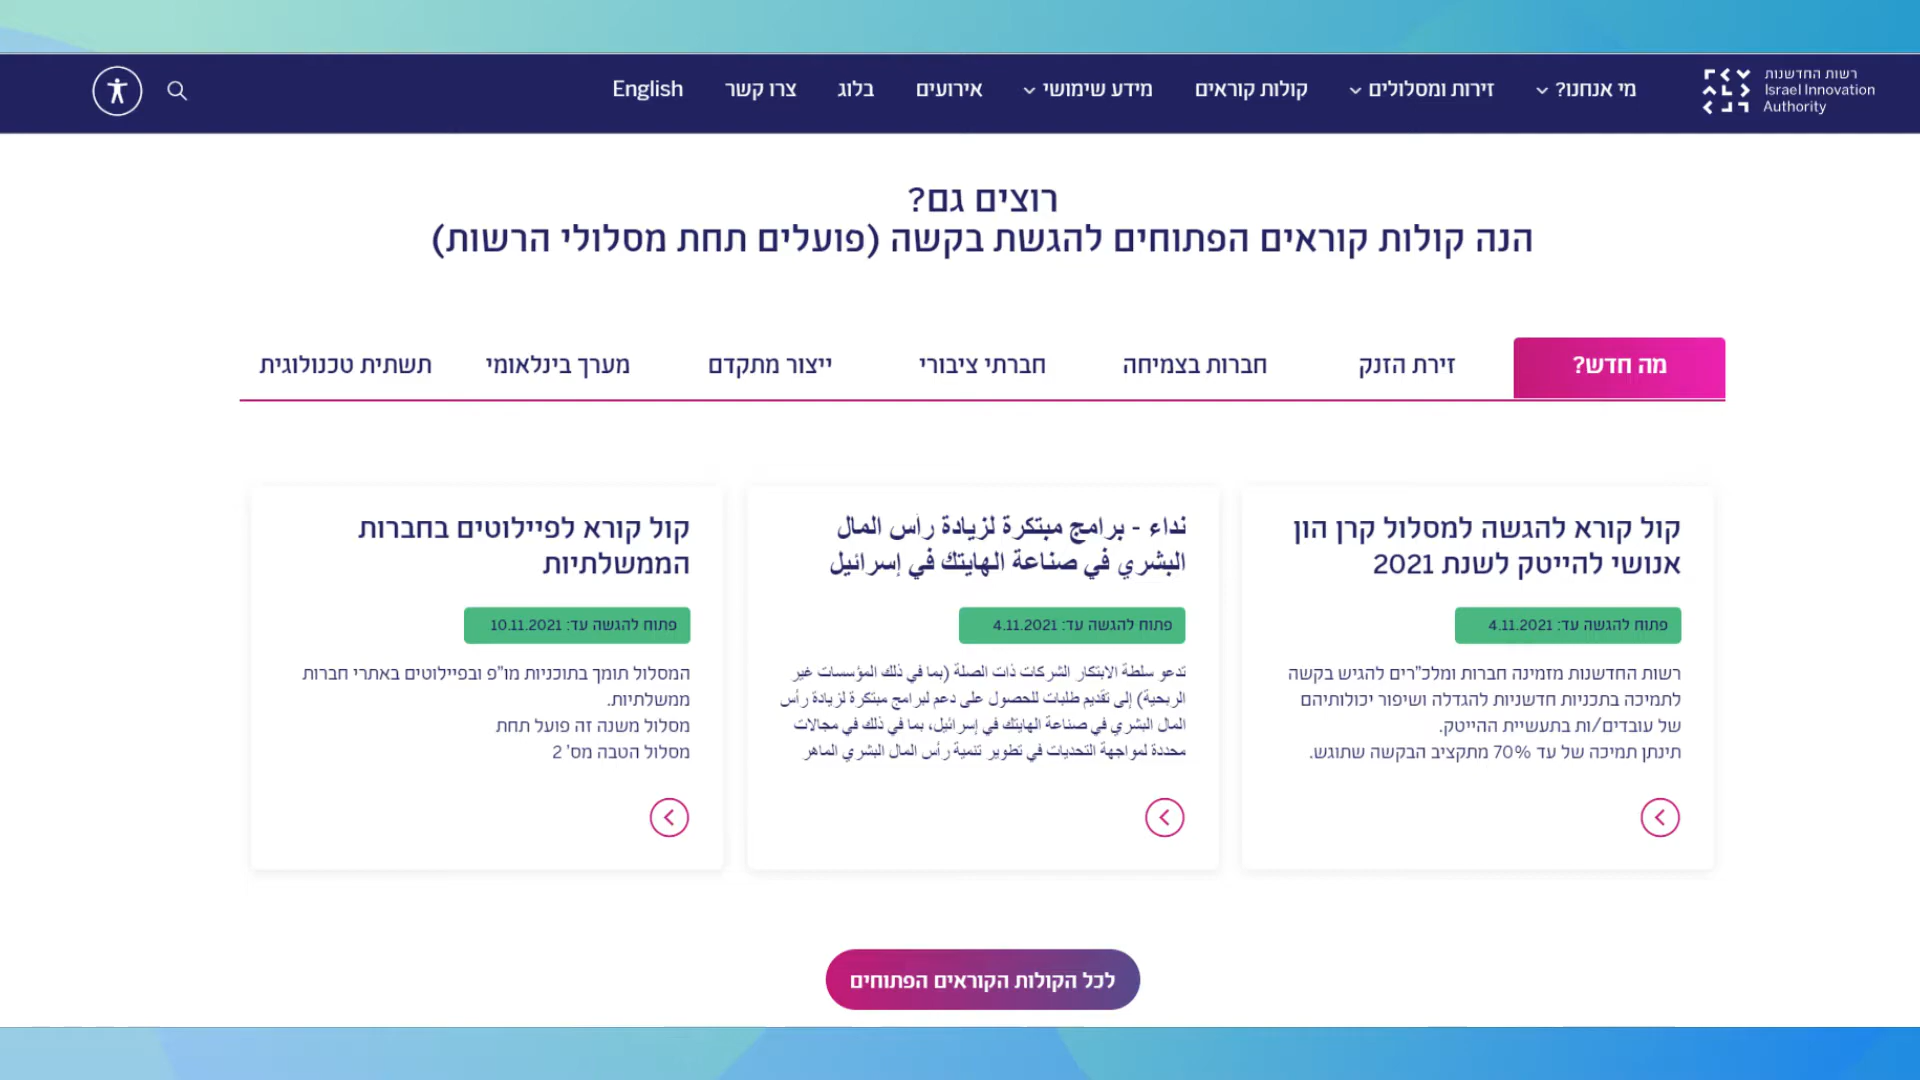 רשות החדשנות
Israel Innovation
Authority
מי אנחנו?
זירות ומסלולים
קולות קוראים
מידע שימושי
אירועים
בלוג
צרו קשר
English
רוצים גם?
הנה קולות קוראים הפתוחים להגשת בקשה (פועלים תחת מסלולי הרשות)
מה חדש?
זירת הזנק
חברות בצמיחה
חברתי ציבורי
ייצור מתקדם
מערך בינלאומי
תשתית טכנולוגית
קול קורא להגשה למסלול קרן הון
אנושי להייטק לשנת 2021
פתוח להגשה עד: 4.11.2021
רשות החדשנות מזמינה חברות ומלכ"רים להגיש בקשה
לתמיכה בתכניות חדשניות להגדלה ושיפור יכולותיהם
של עובדים/ות בתעשיית ההייטק.
תינתן תמיכה של עד 70% מתקציב הבקשה שתוגש.
نداء - برامج مبتكرة لزيادة رأس المال
البشري في صناعة الهايتك في إسرائيل
פתוח להגשה עד: 4.11.2021
تدعو سلطة الابتكار الشركات ذات الصلة (بما في ذلك المؤسسات غير
الربحية) إلى تقديم طلبات للحصول على دعم لبرامج مبتكرة لزيادة رأس
المال البشري في صناعة الهايتك في إسرائيل، بما في ذلك في مجالات
محددة لمواجهة التحديات في تطوير تنمية رأس المال البشري الماهر
קול קורא לפיילוטים בחברות
הממשלתיות
פתוח להגשה עד: 10.11.2021
המסלול תומך בתוכניות מו"פ ובפיילוטים באתרי חברות
ממשלתיות.
מסלול משנה זה פועל תחת
מסלול הטבה מס' 2
לכל הקולות הקוראים הפתוחים